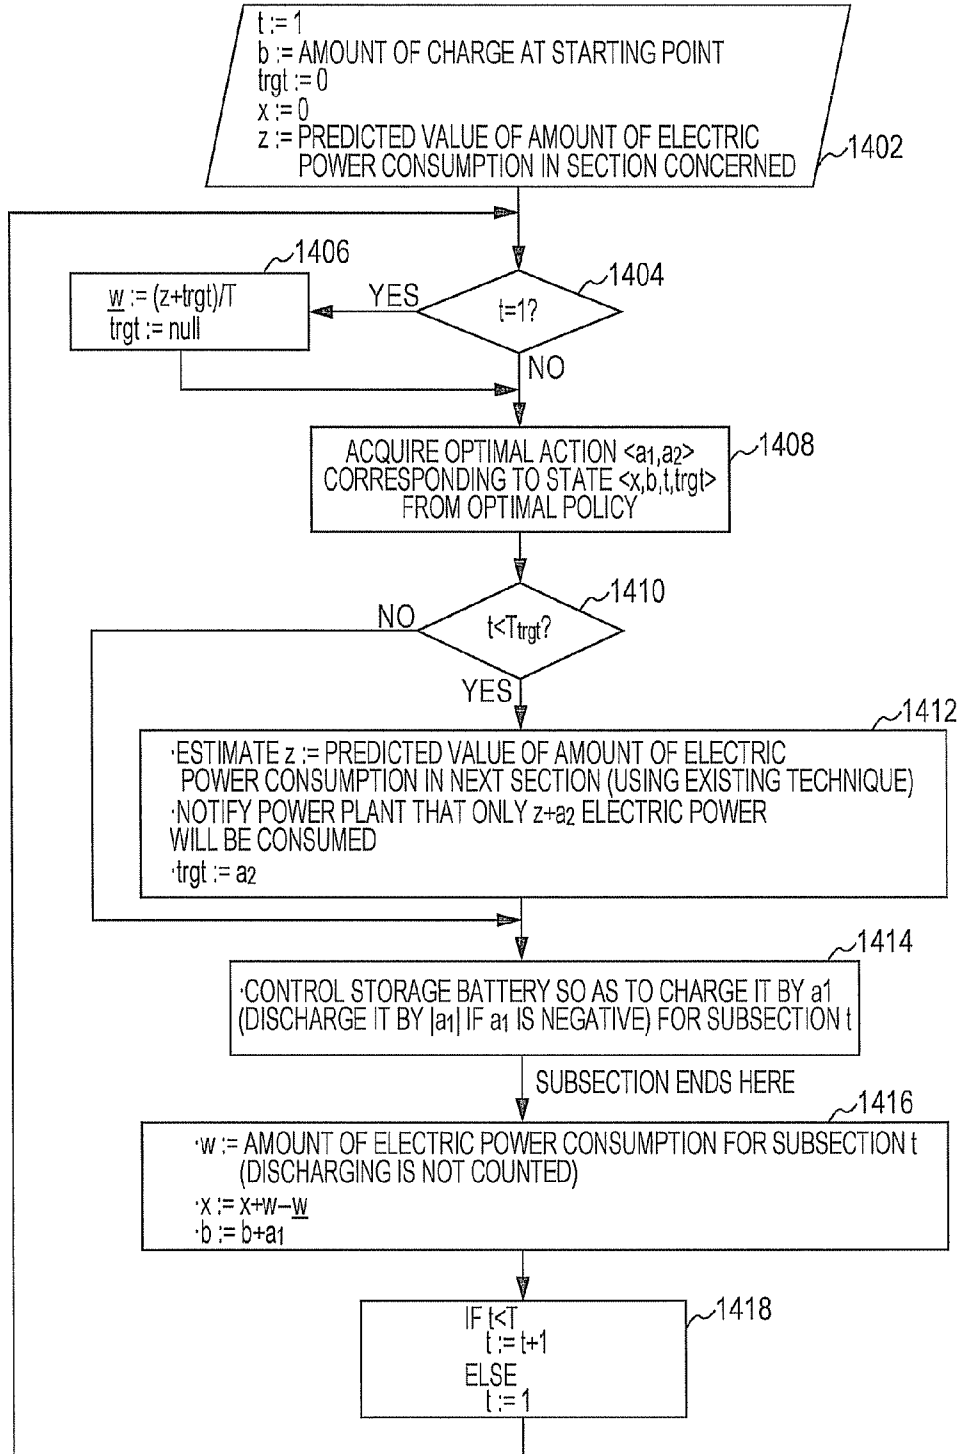 t := 1
b := AMOUNT OF CHARGE AT STARTING POINT
trgt := 0
x := 0
z := PREDICTED VALUE OF AMOUNT OF ELECTRIC
POWER CONSUMPTION IN SECTION CONCERNED
1402
1406
w := (z+trgt)/T
trgt := null
YES
1404
t=1?
NO
1408
ACQUIRE OPTIMAL ACTION <a1,a2>
CORRESPONDING TO STATE <x,b,t,trgt>
FROM OPTIMAL POLICY
1410
NO
t<Ttrgt?
YES
1412
·ESTIMATE z := PREDICTED VALUE OF AMOUNT OF ELECTRIC
POWER CONSUMPTION IN NEXT SECTION (USING EXISTING TECHNIQUE)
·NOTIFY POWER PLANT THAT ONLY z+a2 ELECTRIC POWER
WILL BE CONSUMED
·trgt := a2
1414
·CONTROL STORAGE BATTERY SO AS TO CHARGE IT BY a1
(DISCHARGE IT BY |a1| IF a1 IS NEGATIVE) FOR SUBSECTION t
SUBSECTION ENDS HERE
1416
·w := AMOUNT OF ELECTRIC POWER CONSUMPTION FOR SUBSECTION t
(DISCHARGING IS NOT COUNTED)
·x := x+w−w
·b := b+a1
1418
IF t<T
t := t+1
ELSE
t := 1